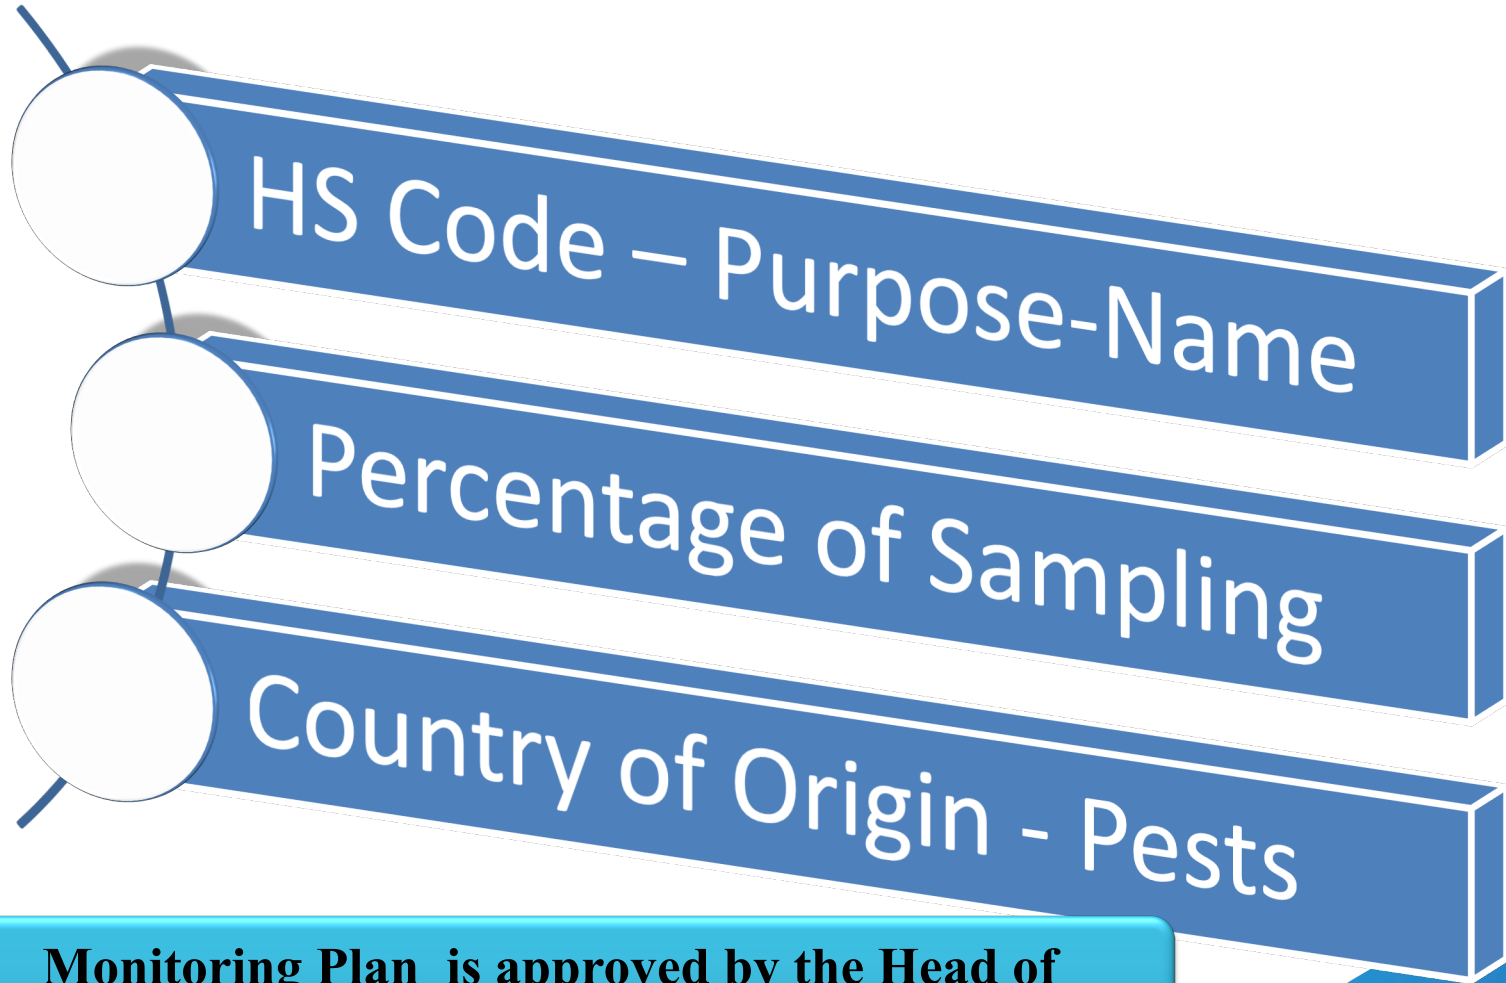 HS Code – Purpose-Name
Percentage of Sampling
Country of Origin - Pests
Monitoring Plan  is approved by the Head of